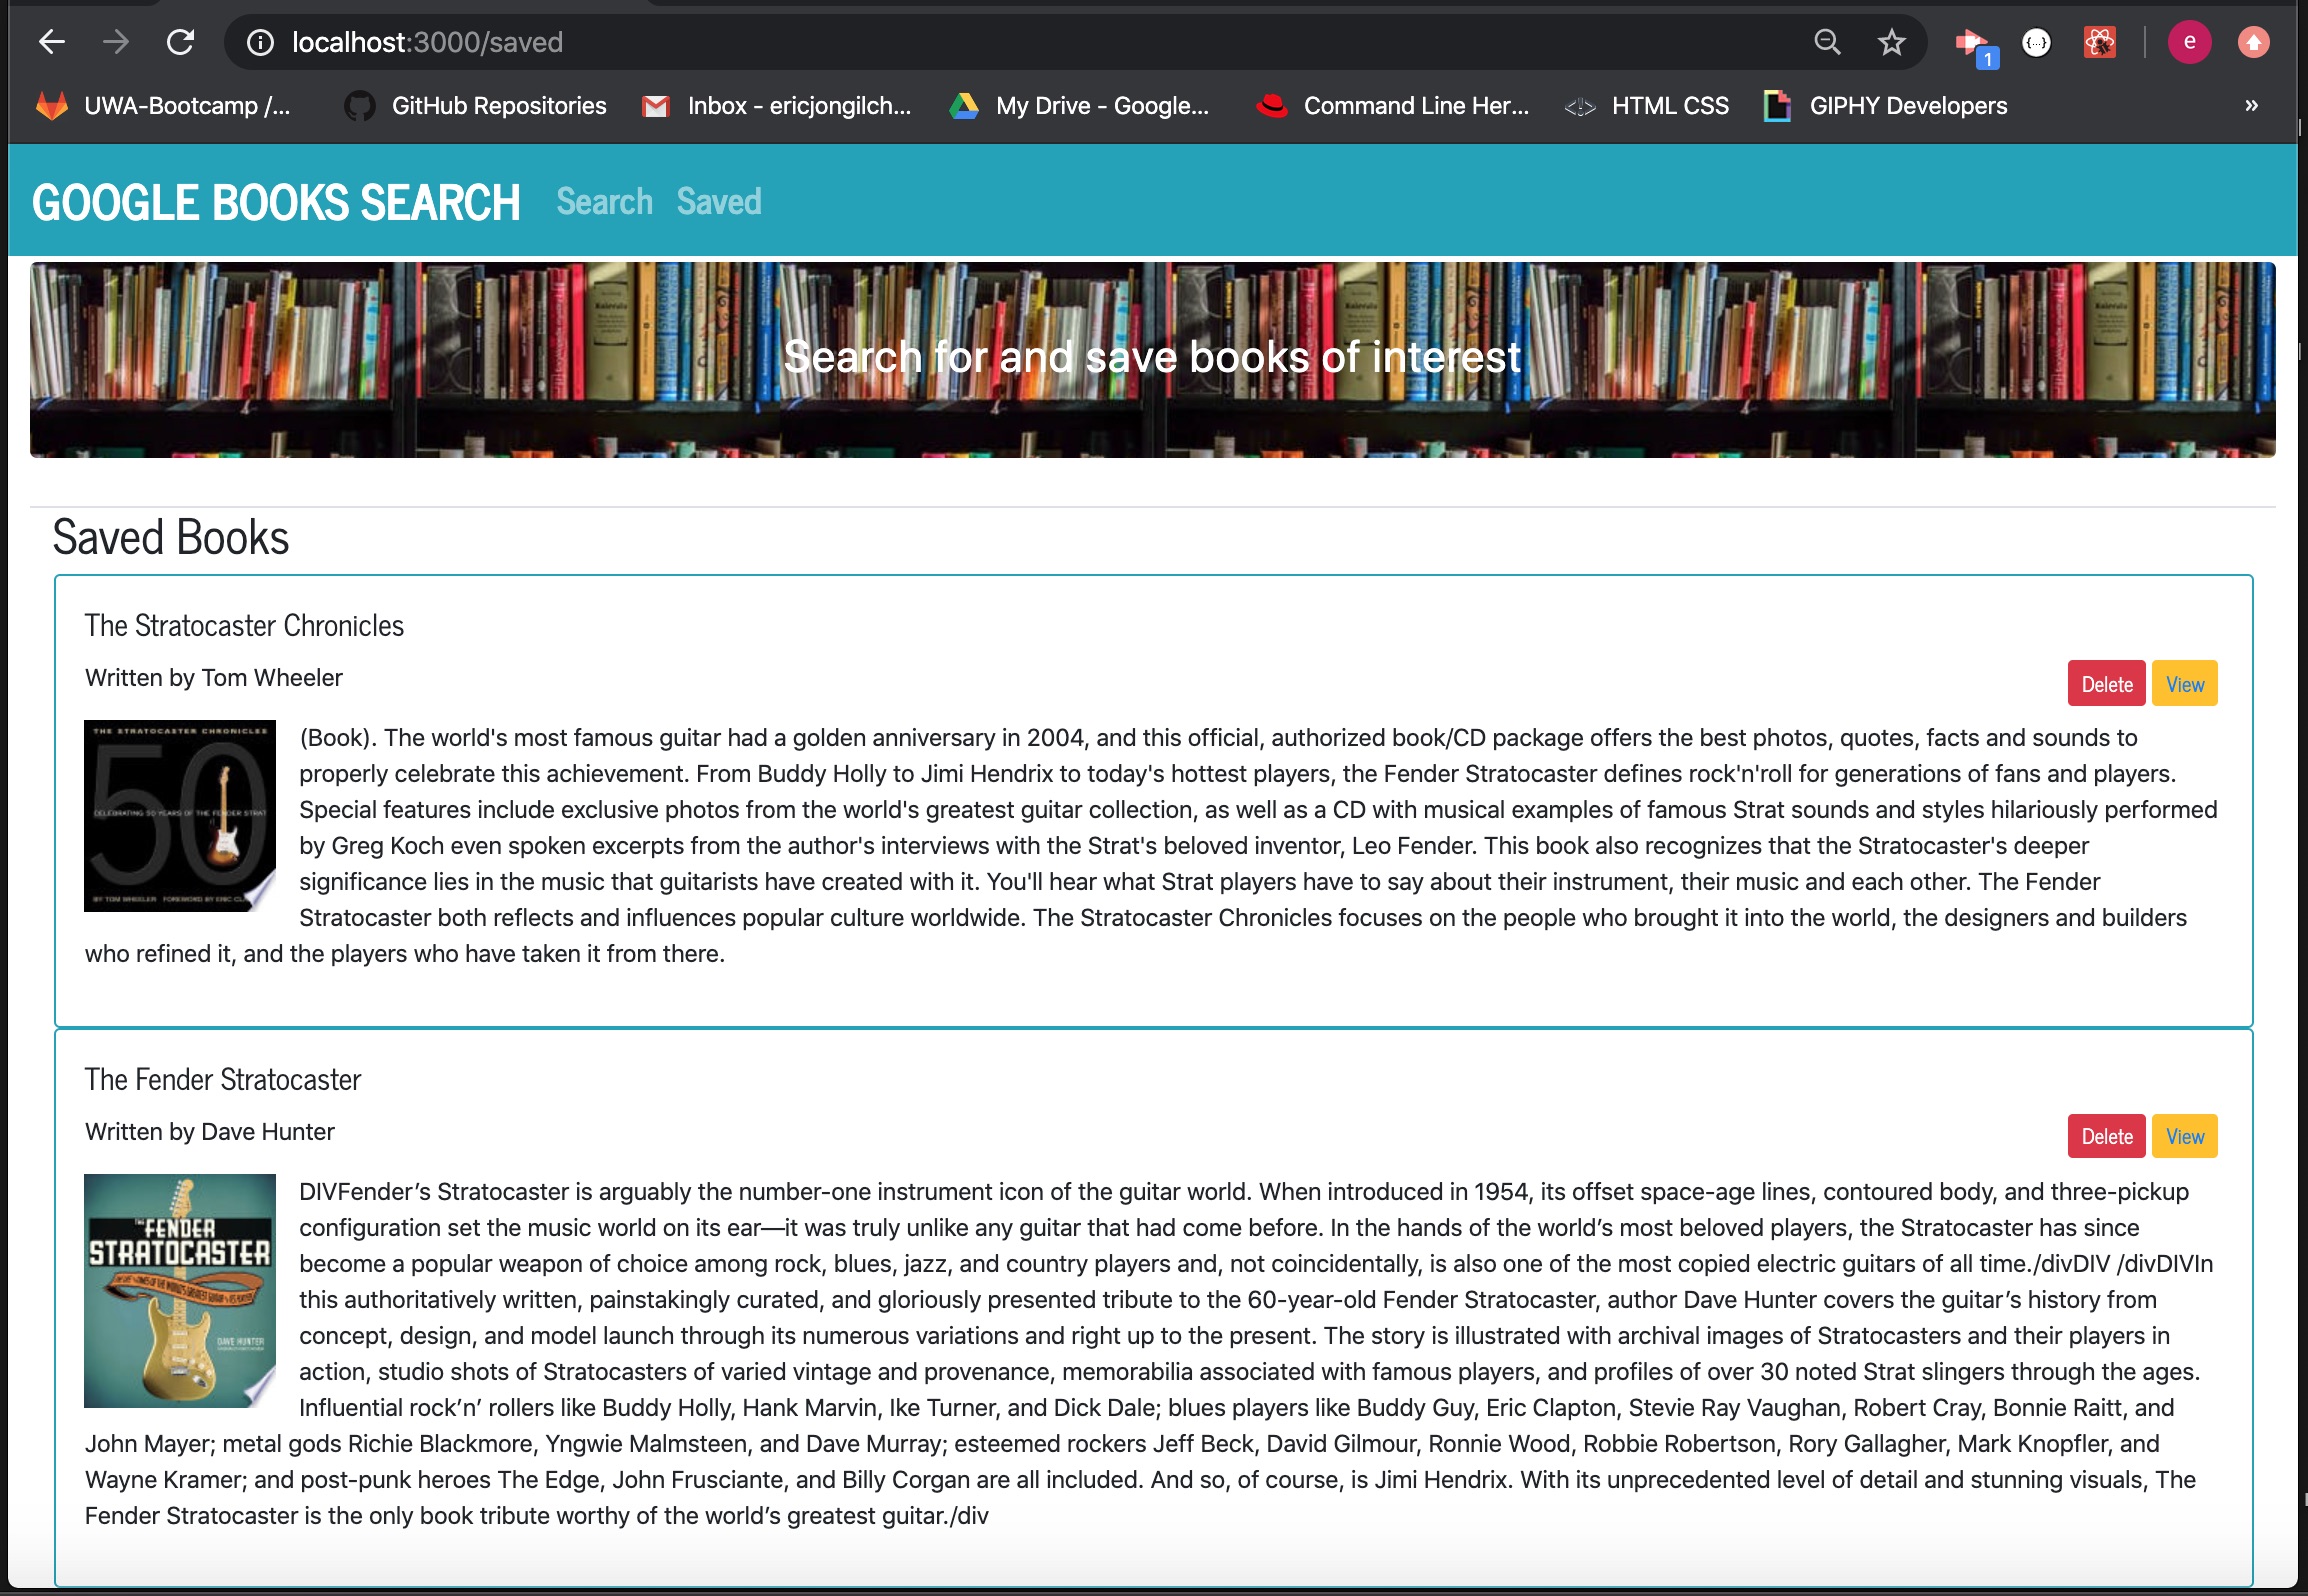 localhost:3000/saved
1
e
UWA-Bootcamp /...
GitHub Repositories
Inbox - ericjongilch...
My Drive - Google...
Command Line Her...
HTML CSS
GIPHY Developers
»
GOOGLE BOOKS SEARCH
Search
Saved
Search for and save books of interest
Saved Books
The Stratocaster Chronicles
Written by Tom Wheeler
Delete
View
THE STRATOCASTER CHRONICLES
50
CELEBRATING 50 YEARS OF THE FENDER STRAT
BY TOM WHEELER FOREWORD BY ERIC
(Book). The world's most famous guitar had a golden anniversary in 2004, and this official, authorized book/CD package offers the best photos, quotes, facts and sounds to
properly celebrate this achievement. From Buddy Holly to Jimi Hendrix to today's hottest players, the Fender Stratocaster defines rock'n'roll for generations of fans and players.
Special features include exclusive photos from the world's greatest guitar collection, as well as a CD with musical examples of famous Strat sounds and styles hilariously performed
by Greg Koch even spoken excerpts from the author's interviews with the Strat's beloved inventor, Leo Fender. This book also recognizes that the Stratocaster's deeper
significance lies in the music that guitarists have created with it. You'll hear what Strat players have to say about their instrument, their music and each other. The Fender
Stratocaster both reflects and influences popular culture worldwide. The Stratocaster Chronicles focuses on the people who brought it into the world, the designers and builders
who refined it, and the players who have taken it from there.
The Fender Stratocaster
Written by Dave Hunter
Delete
View
THE FENDER
STRATOCASTER
DAVE HUNTER
DIVFender’s Stratocaster is arguably the number-one instrument icon of the guitar world. When introduced in 1954, its offset space-age lines, contoured body, and three-pickup
configuration set the music world on its ear—it was truly unlike any guitar that had come before. In the hands of the world’s most beloved players, the Stratocaster has since
become a popular weapon of choice among rock, blues, jazz, and country players and, not coincidentally, is also one of the most copied electric guitars of all time./divDIV /divDIVIn
this authoritatively written, painstakingly curated, and gloriously presented tribute to the 60-year-old Fender Stratocaster, author Dave Hunter covers the guitar’s history from
concept, design, and model launch through its numerous variations and right up to the present. The story is illustrated with archival images of Stratocasters and their players in
action, studio shots of Stratocasters of varied vintage and provenance, memorabilia associated with famous players, and profiles of over 30 noted Strat slingers through the ages.
Influential rock’n’ rollers like Buddy Holly, Hank Marvin, Ike Turner, and Dick Dale; blues players like Buddy Guy, Eric Clapton, Stevie Ray Vaughan, Robert Cray, Bonnie Raitt, and
John Mayer; metal gods Richie Blackmore, Yngwie Malmsteen, and Dave Murray; esteemed rockers Jeff Beck, David Gilmour, Ronnie Wood, Robbie Robertson, Rory Gallagher, Mark Knopfler, and
Wayne Kramer; and post-punk heroes The Edge, John Frusciante, and Billy Corgan are all included. And so, of course, is Jimi Hendrix. With its unprecedented level of detail and stunning visuals, The
Fender Stratocaster is the only book tribute worthy of the world’s greatest guitar./div